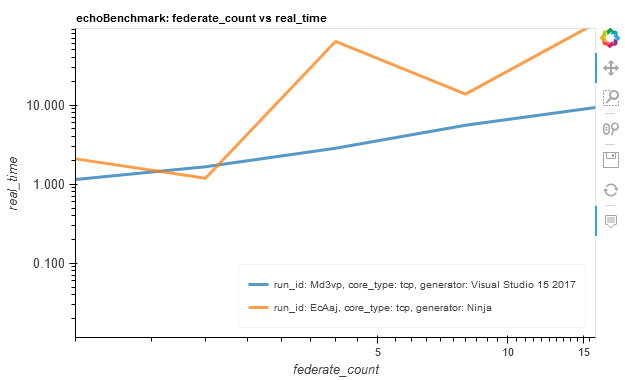 echoBenchmark: federate_count vs real_time
10.000
1.000
0.100
real_time
run_id: Md3vp, core_type: tcp, generator: Visual Studio 15 2017
run_id: EcAaj, core_type: tcp, generator: Ninja
5
10
15
federate_count